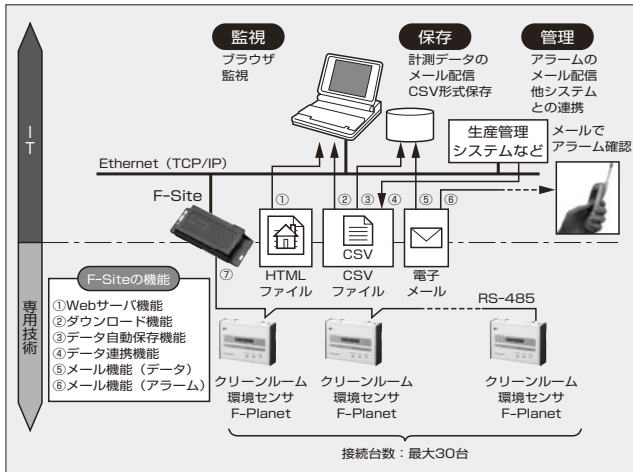 監視
ブラウザ
監視
保存
計測データの
メール配信
CSV形式保存
管理
アラームの
メール配信
他システム
との連携
生産管理
システムなど
メールで
アラーム確認
IT
Ethernet(TCP/IP)
F-Site
① ② ③ ④ ⑤ ⑥
CSV
⑦
HTML
ファイル
CSV
ファイル
電子
メール
専用技術
F-Siteの機能
①Webサーバ機能
②ダウンロード機能
③データ自動保存機能
④データ連携機能
⑤メール機能(データ)
⑥メール機能(アラーム)
RS-485
クリーンルーム
環境センサ
F-Planet
クリーンルーム
環境センサ
F-Planet
クリーンルーム
環境センサ
F-Planet
接続台数:最大30台